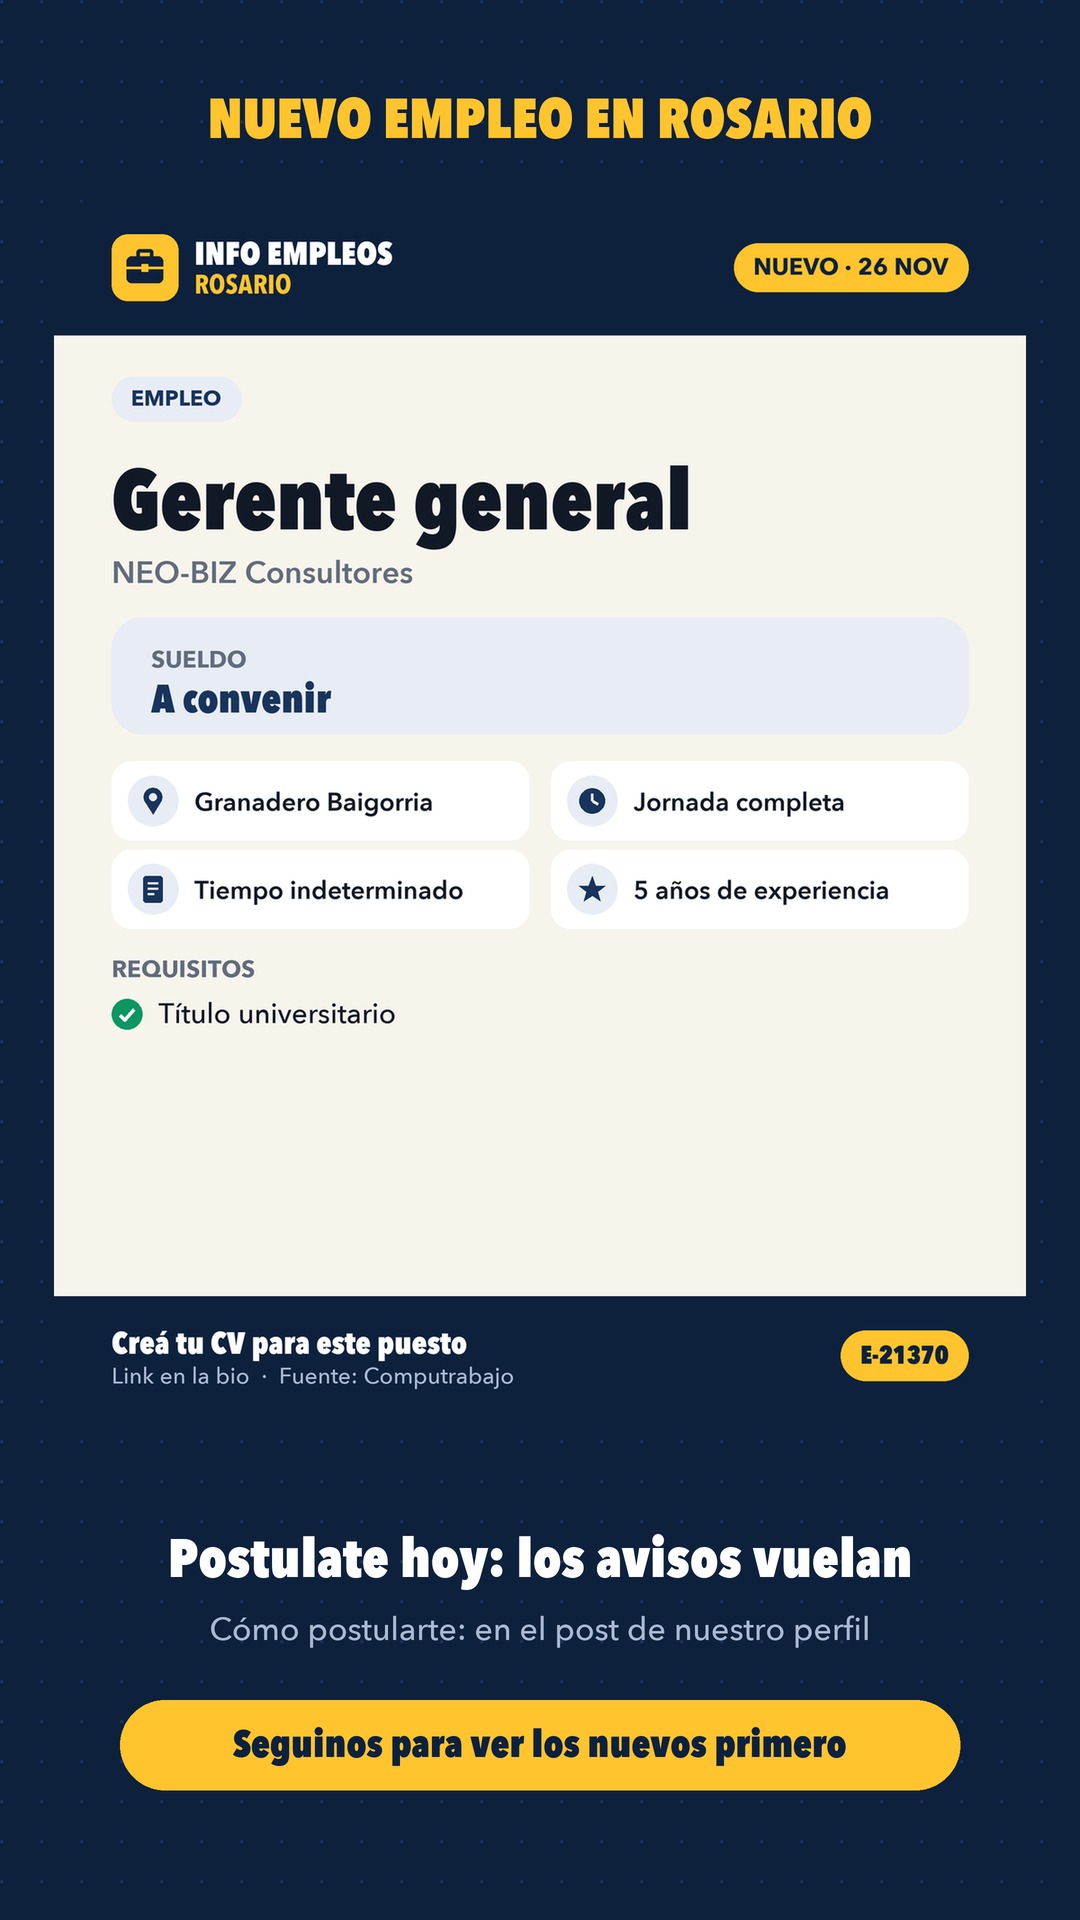 NUEVO EMPLEO EN ROSARIO
INFO EMPLEOS
ROSARIO
NUEVO · 26 NOV
EMPLEO
Gerente general
NEO-BIZ Consultores
SUELDO
A convenir
Granadero Baigorria
Jornada completa
Tiempo indeterminado
5 años de experiencia
REQUISITOS
Título universitario
Creá tu CV para este puesto
Link en la bio · Fuente: Computrabajo
E-21370
Postulate hoy: los avisos vuelan
Cómo postularte: en el post de nuestro perfil
Seguinos para ver los nuevos primero